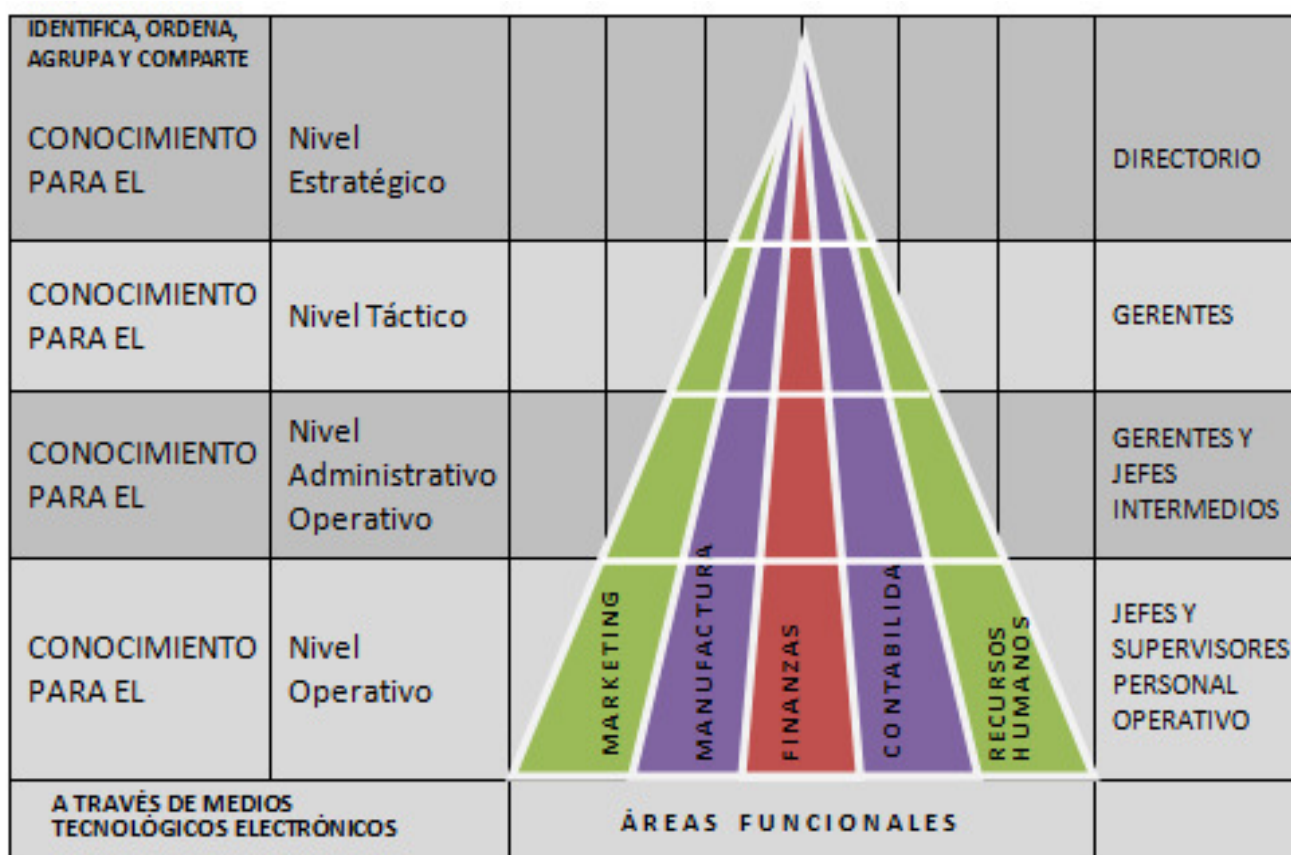 IDENTIFICA, ORDENA,
AGRUPA Y COMPARTE
CONOCIMIENTO
PARA EL
Nivel
Estratégico
DIRECTORIO
CONOCIMIENTO
PARA EL
Nivel Táctico
GERENTES
CONOCIMIENTO
PARA EL
Nivel
Administrativo
Operativo
GERENTES Y
JEFES
INTERMEDIOS
CONOCIMIENTO
PARA EL
Nivel
Operativo
MARKETING
MANUFACTURA
FINANZAS
CONTABILIDA
RECURSOS
HUMANOS
JEFES Y
SUPERVISORES
PERSONAL
OPERATIVO
A TRAVÉS DE MEDIOS
TECNOLÓGICOS ELECTRÓNICOS
ÁREAS FUNCIONALES